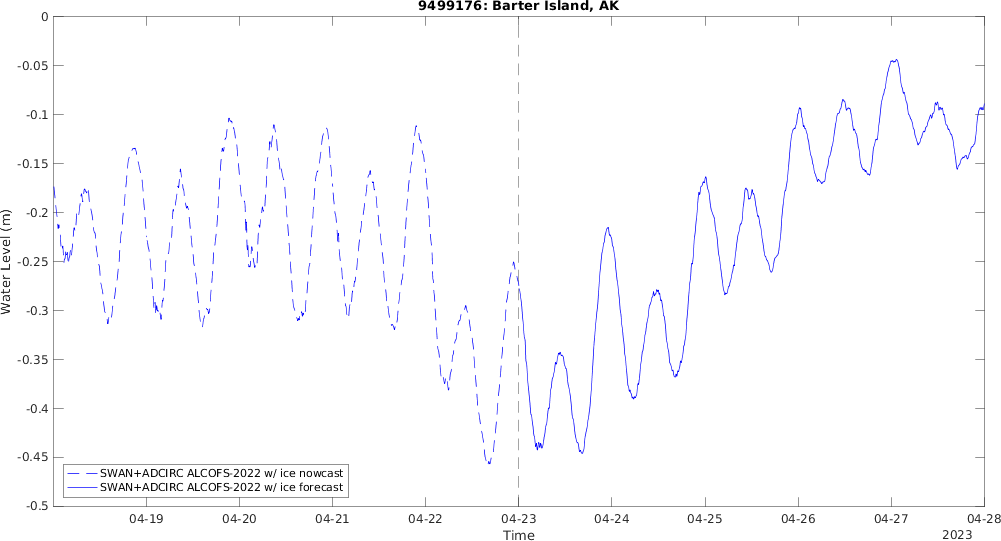 9499176: Barter Island, AK
0
-0.05
-0.1
-0.15
-0.2
-0.25
-0.3
-0.35
-0.4
-0.45
-0.5
Water Level (m)
SWAN+ADCIRC ALCOFS-2022 w/ ice nowcast
SWAN+ADCIRC ALCOFS-2022 w/ ice forecast
04-19 04-20 04-21 04-22 04-23 04-24 04-25 04-26 04-27 04-28
Time
2023